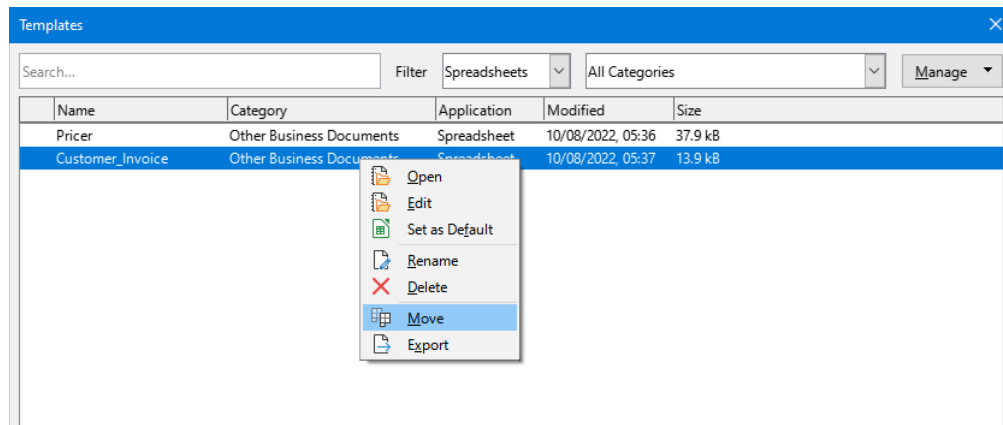 Templates
Search...
Filter
Spreadsheets
All Categories
Manage
Name Category Application Modified Size
Pricer Other Business Documents Spreadsheet 10/08/2022, 05:36 37.9 kB
Customer_Invoice Other Business Documents Spreadsheet 10/08/2022, 05:37 13.9 kB
Open
Edit
Set as Default
Rename
Delete
Move
Export